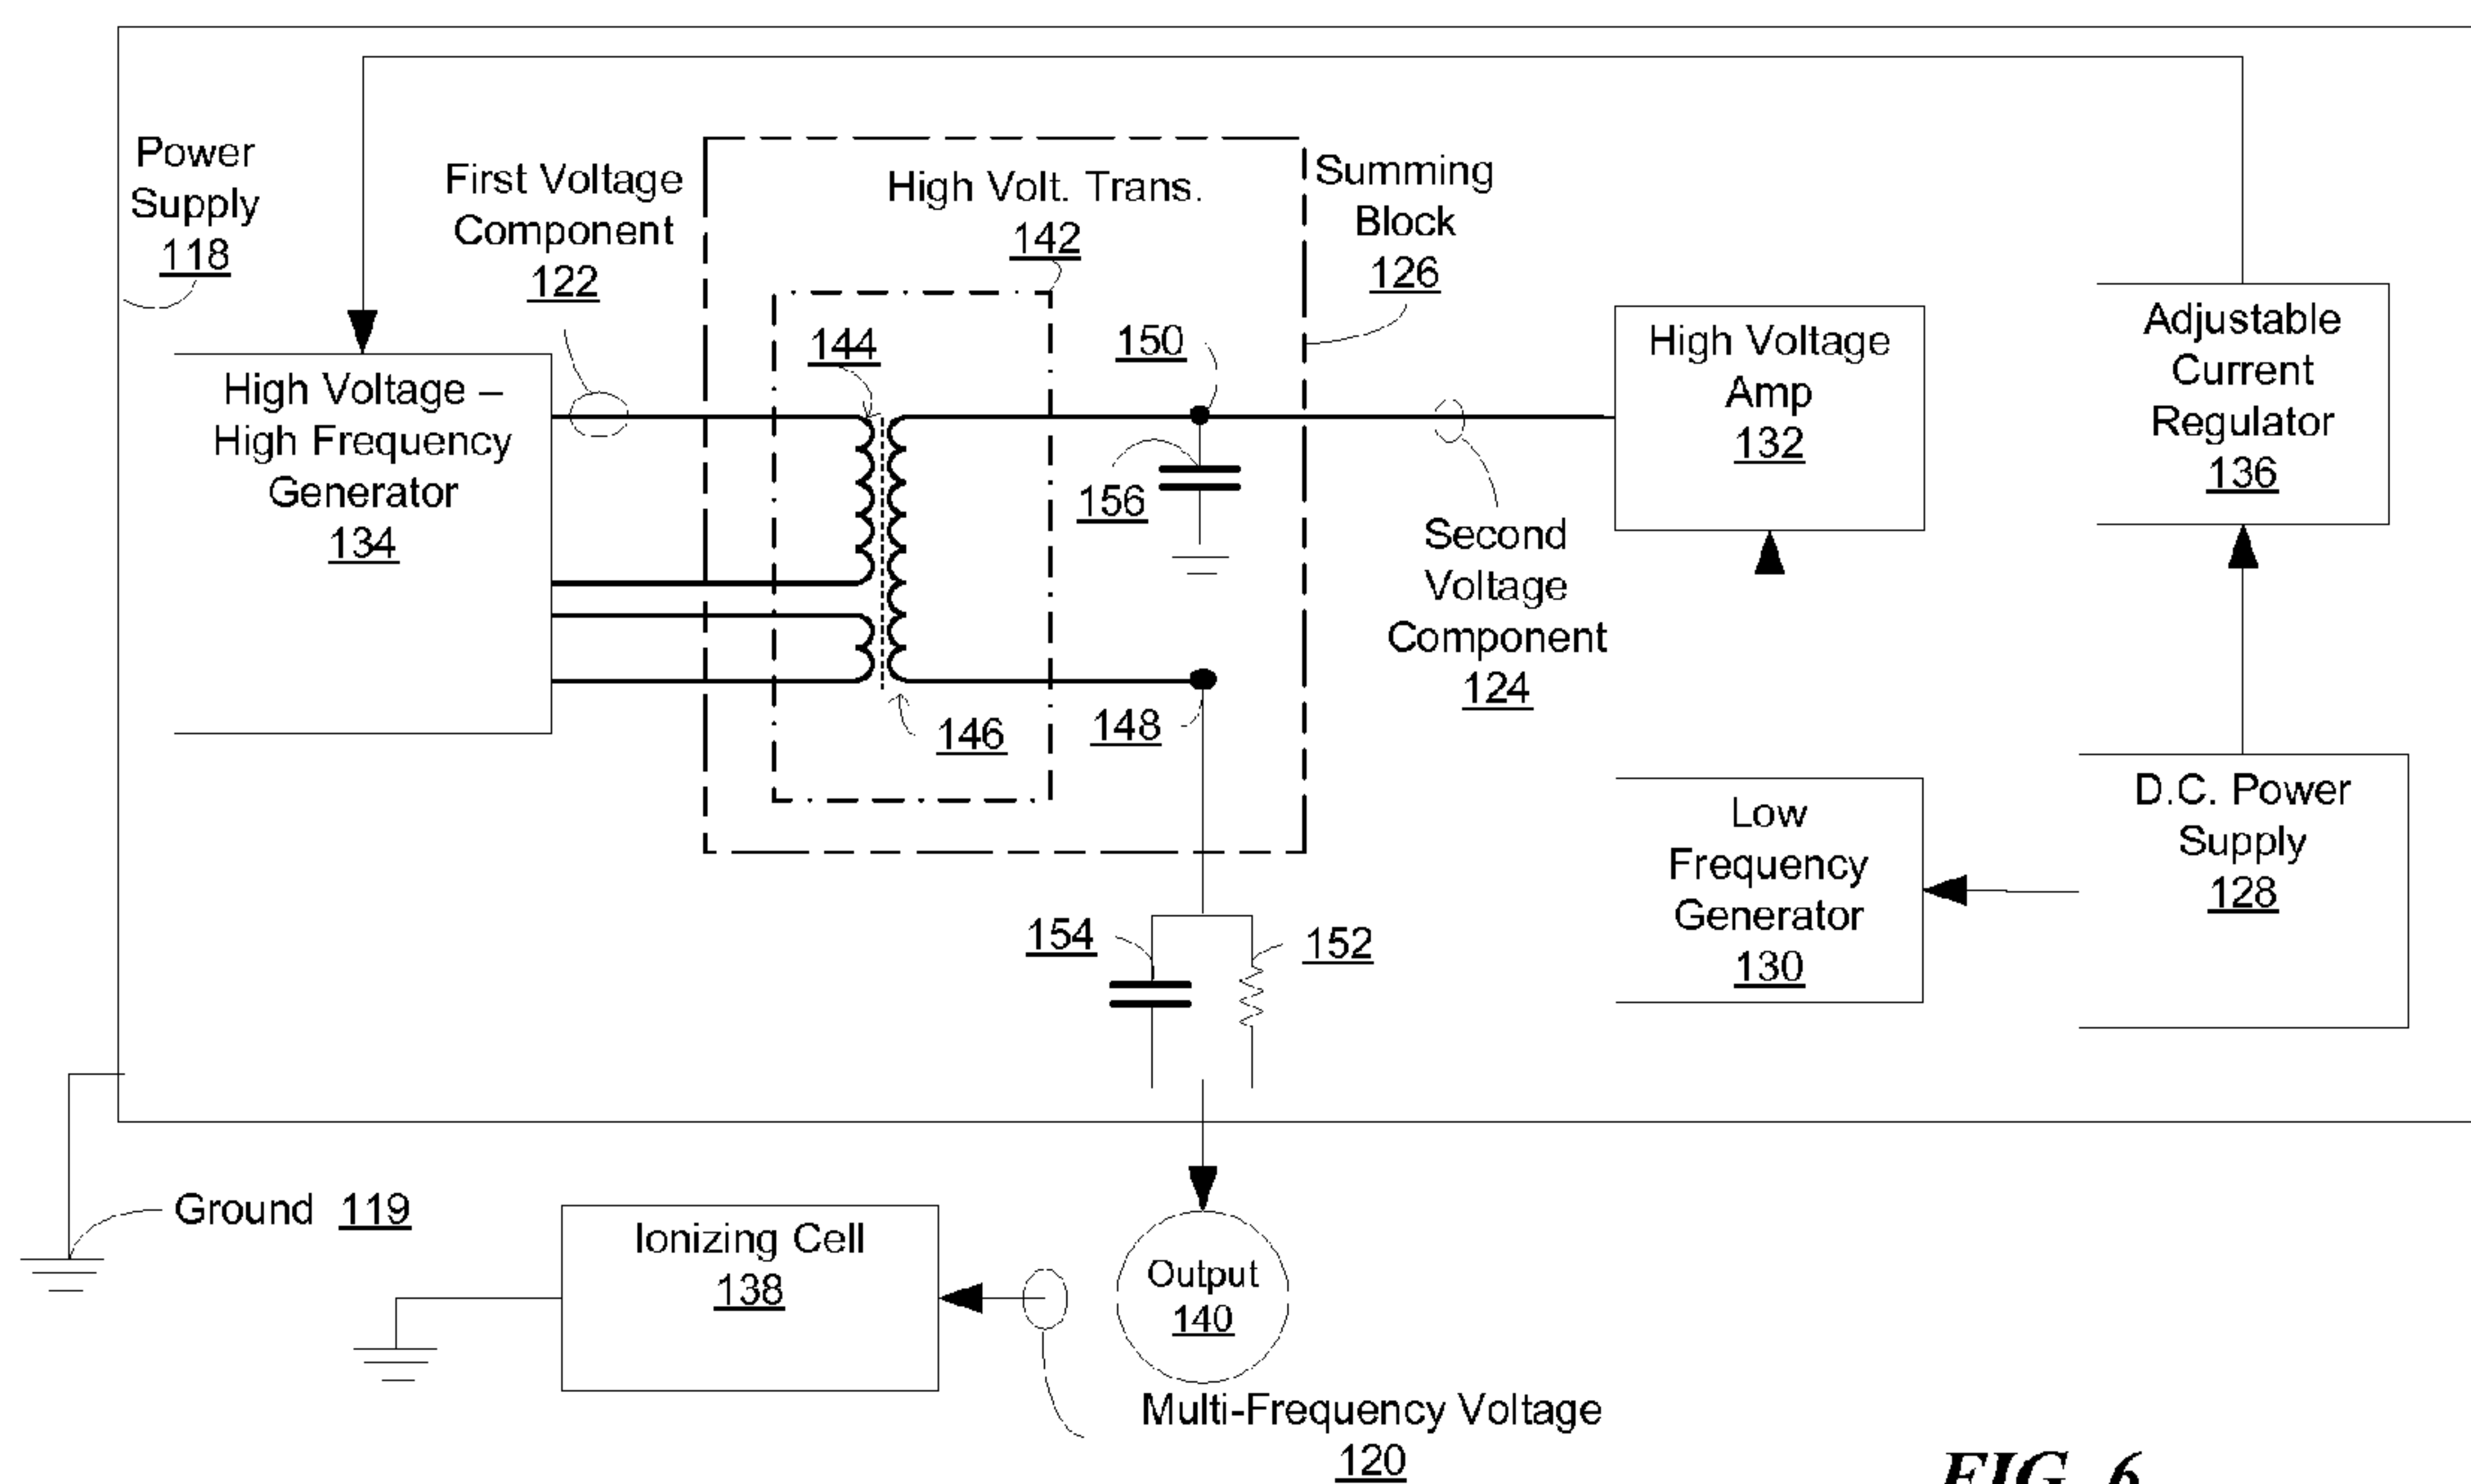 Power
Supply
118
First Voltage
Component
122
High Volt. Trans.
142
Summing
Block
126
144
150
156
146
148
High Voltage –
High Frequency
Generator
134
High Voltage
Amp
132
Adjustable
Current
Regulator
136
Second
Voltage
Component
124
Low
Frequency
Generator
130
D.C. Power
Supply
128
154
152
Ground 119
Ionizing Cell
138
Output
140
Multi-Frequency Voltage
120
FIG. 6